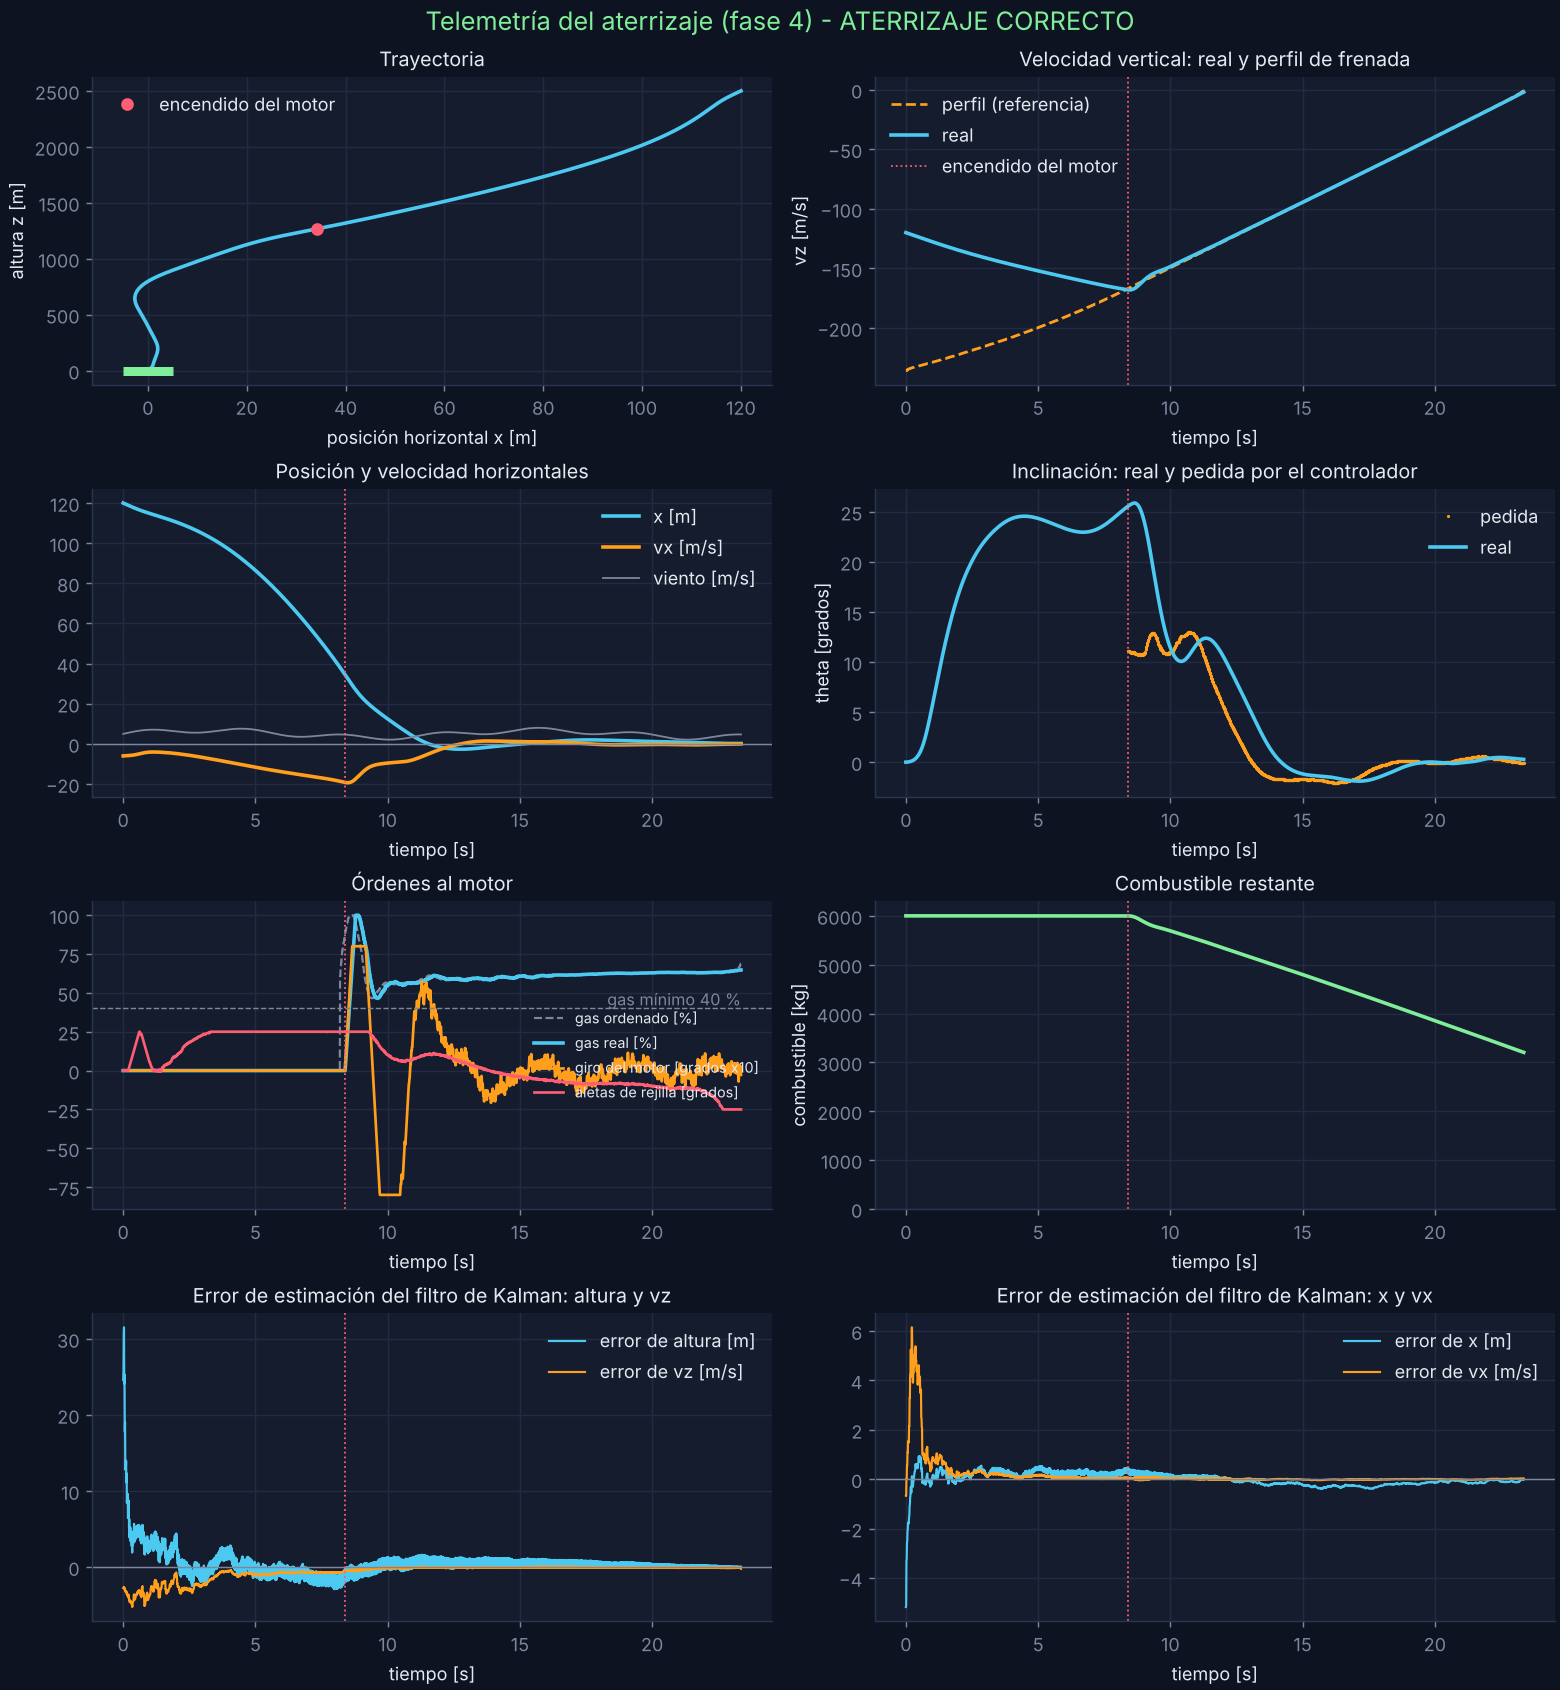 Telemetría del aterrizaje (fase 4) - ATERRIZAJE CORRECTO
Trayectoria
encendido del motor
altura z [m]
2500
2000
1500
1000
500
0
0 20 40 60 80 100 120
posición horizontal x [m]
Velocidad vertical: real y perfil de frenada
perfil (referencia)
real
encendido del motor
vz [m/s]
0
−50
−100
−150
−200
0 5 10 15 20
tiempo [s]
Posición y velocidad horizontales
x [m]
vx [m/s]
viento [m/s]
120
100
80
60
40
20
0
−20
0 5 10 15 20
tiempo [s]
Inclinación: real y pedida por el controlador
pedida
real
theta [grados]
25
20
15
10
5
0
0 5 10 15 20
tiempo [s]
Órdenes al motor
100
75
50
25
0
−25
−50
−75
gas mínimo 40 %
gas ordenado [%]
gas real [%]
giro del motor [grados x10]
aletas de rejilla [grados]
0 5 10 15 20
tiempo [s]
Combustible restante
combustible [kg]
6000
5000
4000
3000
2000
1000
0
0 5 10 15 20
tiempo [s]
Error de estimación del filtro de Kalman: altura y vz
error de altura [m]
error de vz [m/s]
30
20
10
0
0 5 10 15 20
tiempo [s]
Error de estimación del filtro de Kalman: x y vx
error de x [m]
error de vx [m/s]
6
4
2
0
−2
−4
0 5 10 15 20
tiempo [s]